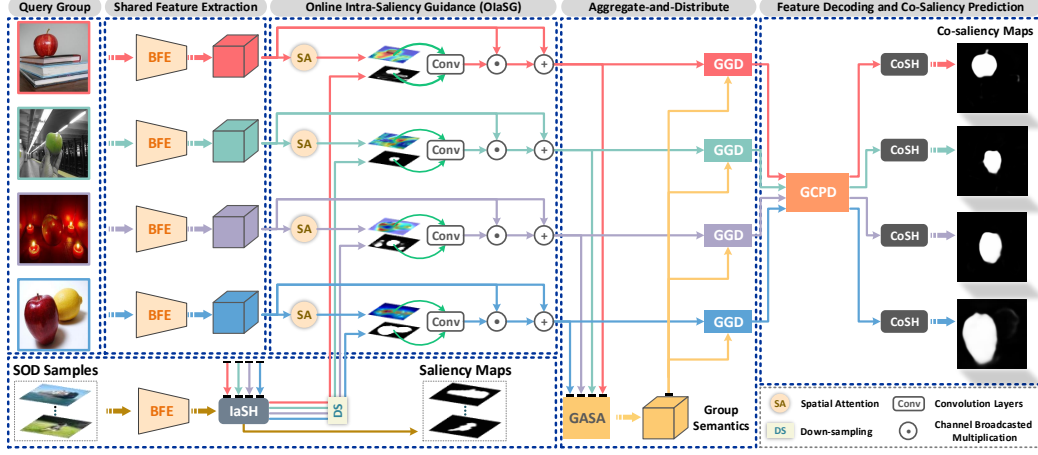 Query Group
Shared Feature Extraction
Online Intra-Saliency Guidance (OIaSG)
Aggregate-and-Distribute
Feature Decoding and Co-Saliency Prediction
Co-saliency Maps
BFE
SA
Conv
GGD
CoSH
BFE
SA
Conv
GGD
CoSH
GCPD
BFE
SA
Conv
GGD
CoSH
BFE
SA
Conv
GGD
CoSH
SOD Samples
BFE
IaSH
DS
Saliency Maps
GASA
Group
Semantics
SA Spatial Attention
Conv Convolution Layers
DS Down-sampling
Channel Broadcasted
Multiplication